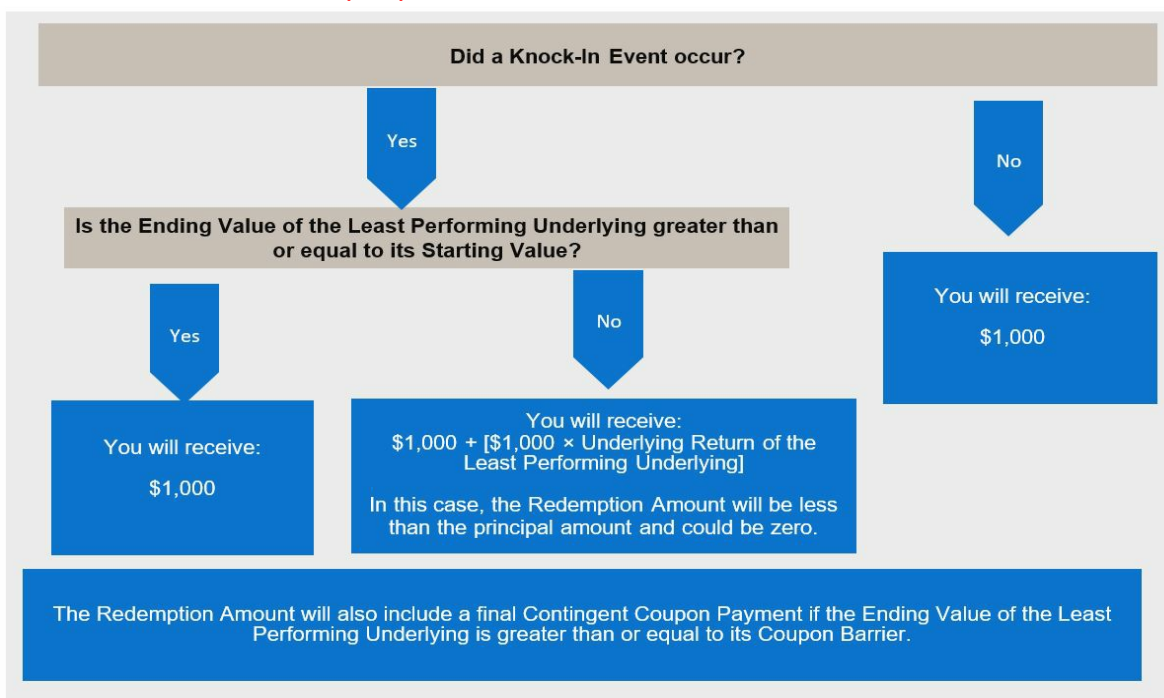 Did a Knock-In Event occur?
Yes
No
Is the Ending Value of the Least Performing Underlying greater than
or equal to its Starting Value?
Yes
No
You will receive:
$1,000
You will receive:
$1,000
You will receive:
$1,000 + [$1,000 × Underlying Return of the
Least Performing Underlying]
In this case, the Redemption Amount will be less
than the principal amount and could be zero.
The Redemption Amount will also include a final Contingent Coupon Payment if the Ending Value of the Least
Performing Underlying is greater than or equal to its Coupon Barrier.